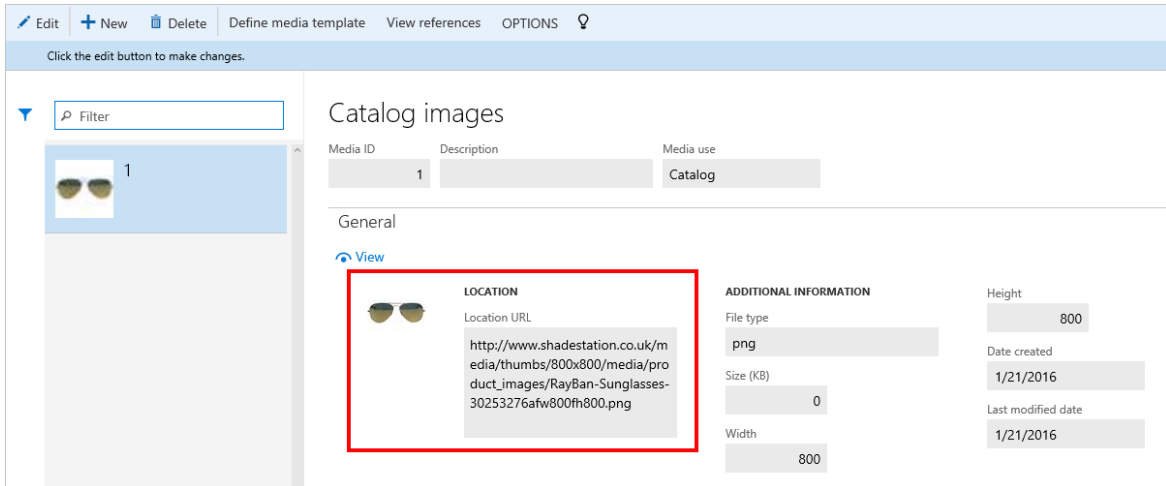 Edit New Delete Define media template View references OPTIONS
Click the edit button to make changes.
Filter
1
Catalog images
Media ID Description Media use
1 Catalog
General
View
LOCATION
Location URL
http://www.shadestation.co.uk/m
edia/thumbs/800x800/media/pro
duct_images/RayBan-Sunglasses-
30253276afw800fh800.png
ADDITIONAL INFORMATION
File type
png
Size (KB)
0
Width
800
Height
800
Date created
1/21/2016
Last modified date
1/21/2016